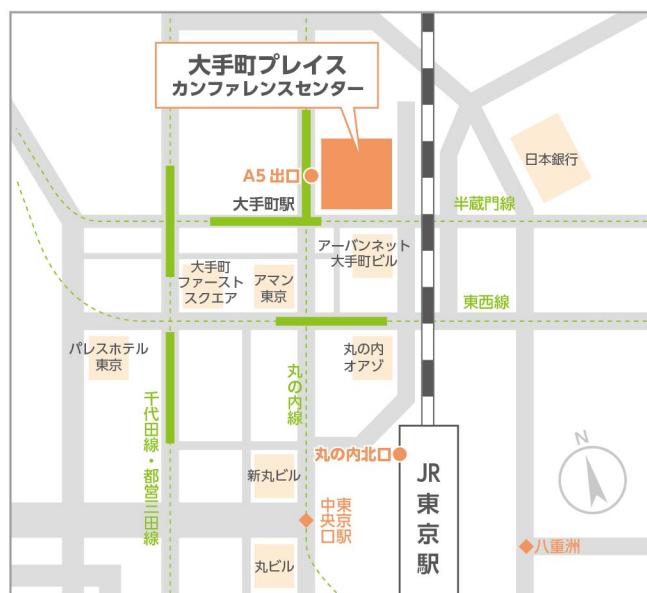 大手町プレイス
カンファレンスセンター
日本銀行
A5出口
大手町駅
半蔵門線
アーバンネット
大手町ビル
大手町
ファースト
スクエア
アマン
東京
東西線
パレスホテル
東京
丸の内
オアゾ
丸の内線
千代田線・都営三田線
丸の内北口
JR東京駅
N
新丸ビル
東京駅
中央口
八重洲
丸ビル